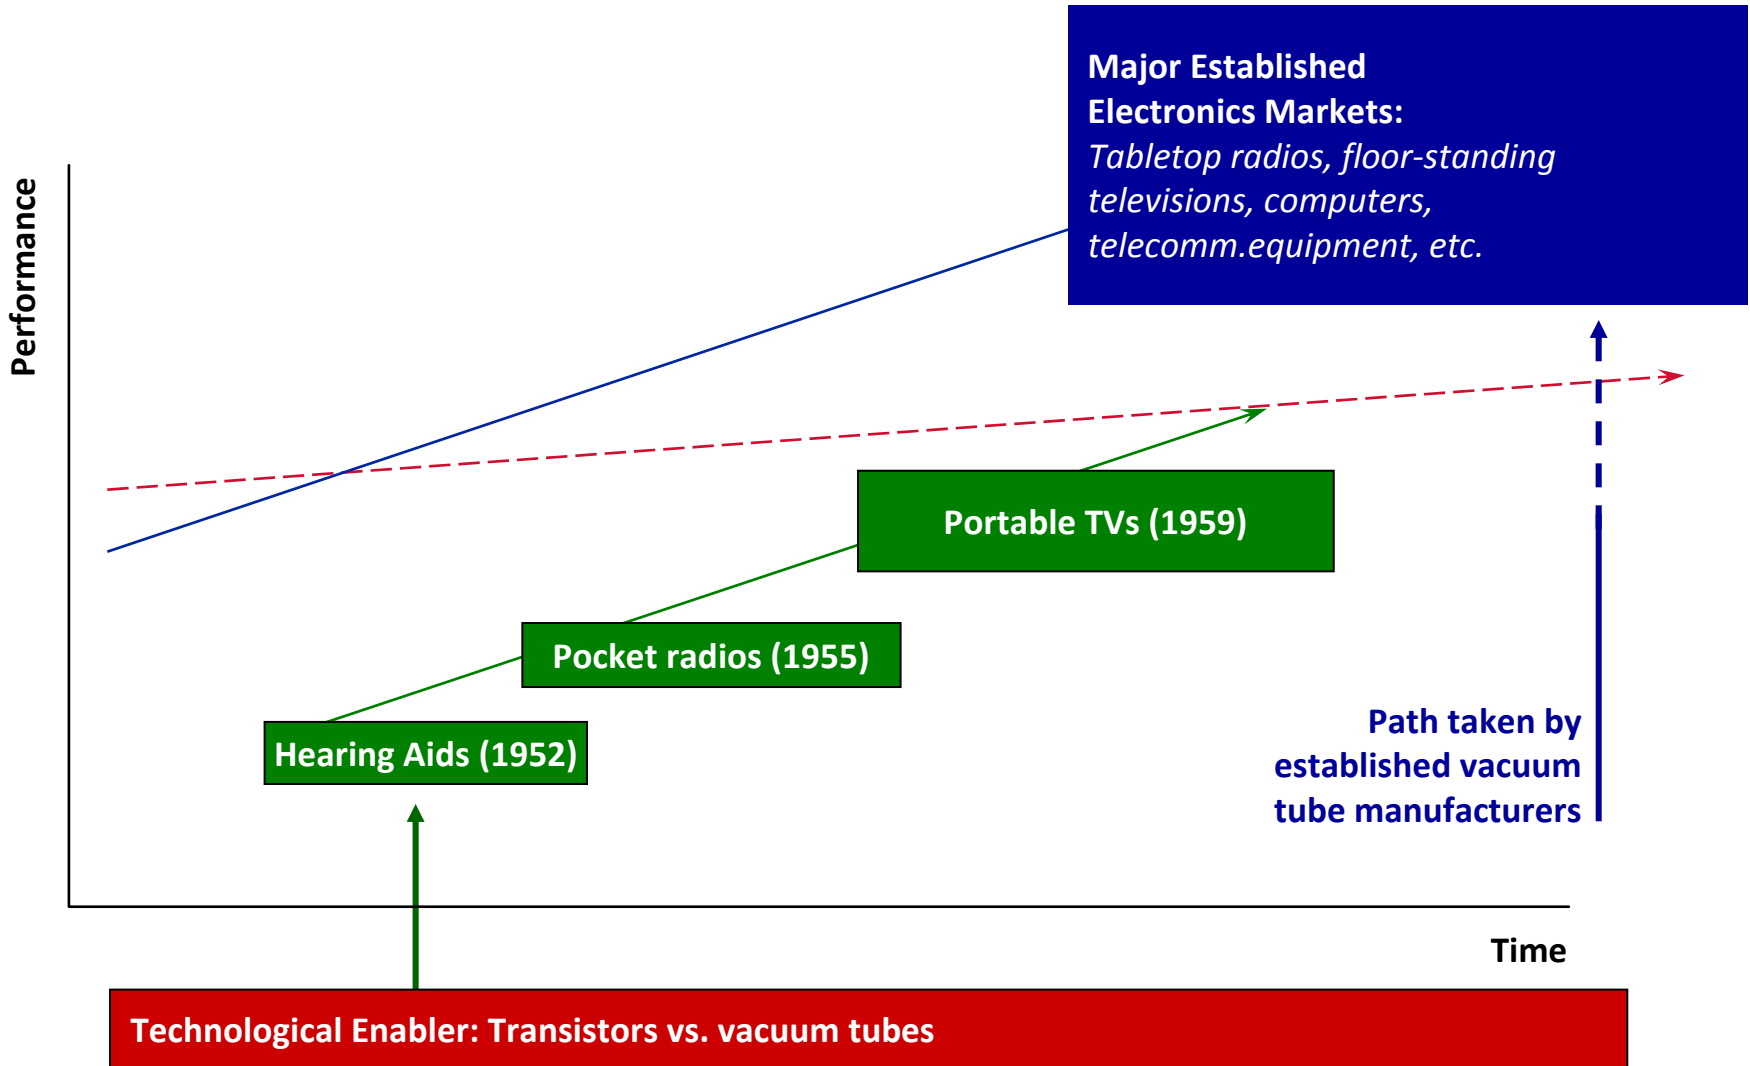 Major Established
Electronics Markets:
Tabletop radios, floor-standing
televisions, computers,
telecomm.equipment, etc.
Performance
Portable TVs (1959)
Pocket radios (1955)
Hearing Aids (1952)
Path taken by
established vacuum
tube manufacturers
Time
Technological Enabler: Transistors vs. vacuum tubes